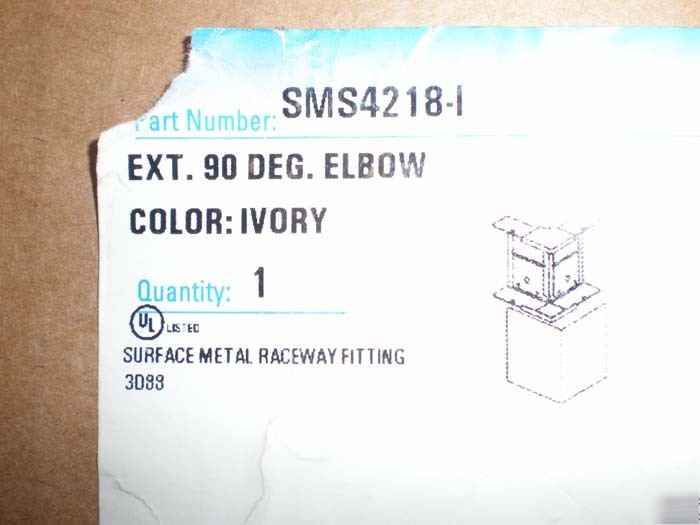 Part Number: SMS4218-I
EXT. 90 DEG. ELBOW
COLOR: IVORY
Quantity: 1
UL LISTED
SURFACE METAL RACEWAY FITTING
3D88